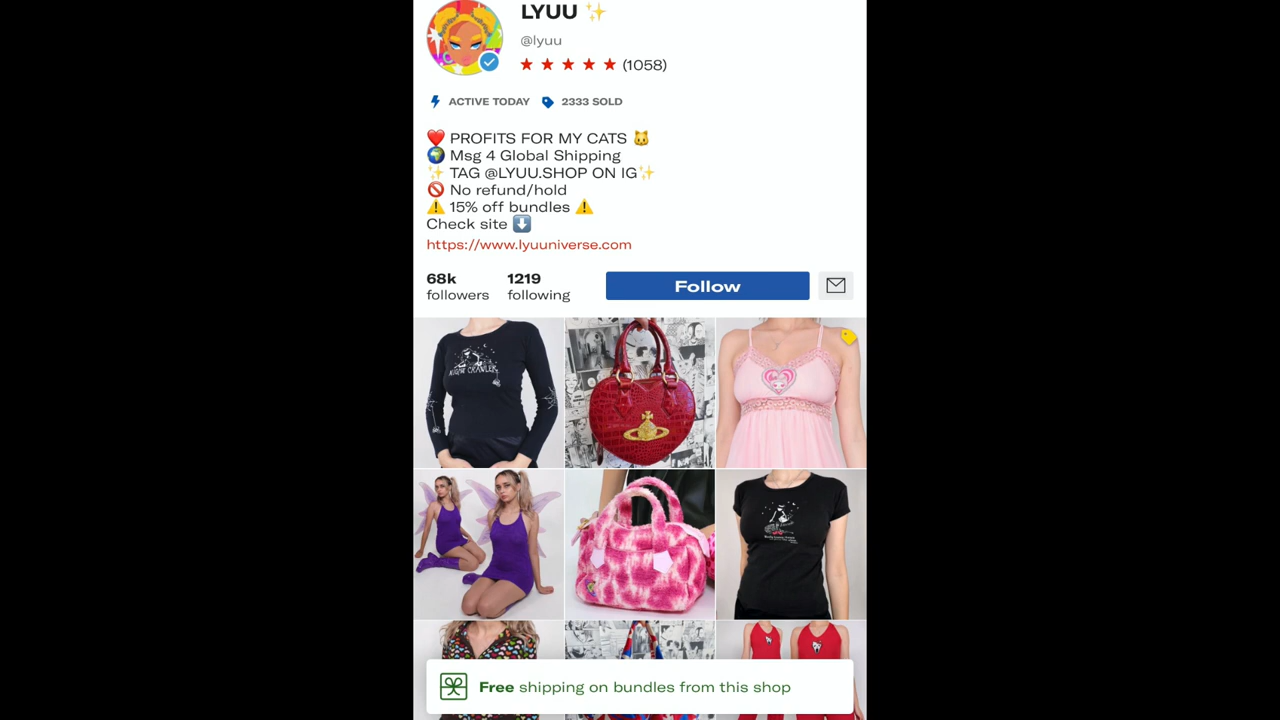 LYUU ✨
@lyuu
★ ★ ★ ★ ★ (1058)
ACTIVE TODAY 2333 SOLD
❤️ PROFITS FOR MY CATS 🐱
🌍 Msg 4 Global Shipping
✨ TAG @LYUU.SHOP ON IG✨
🚫 No refund/hold
⚠️ 15% off bundles ⚠️
Check site ⬇️
https://www.lyuuniverse.com
68k 1219
followers following
Follow
NIGHT CRAWLER
Free shipping on bundles from this shop